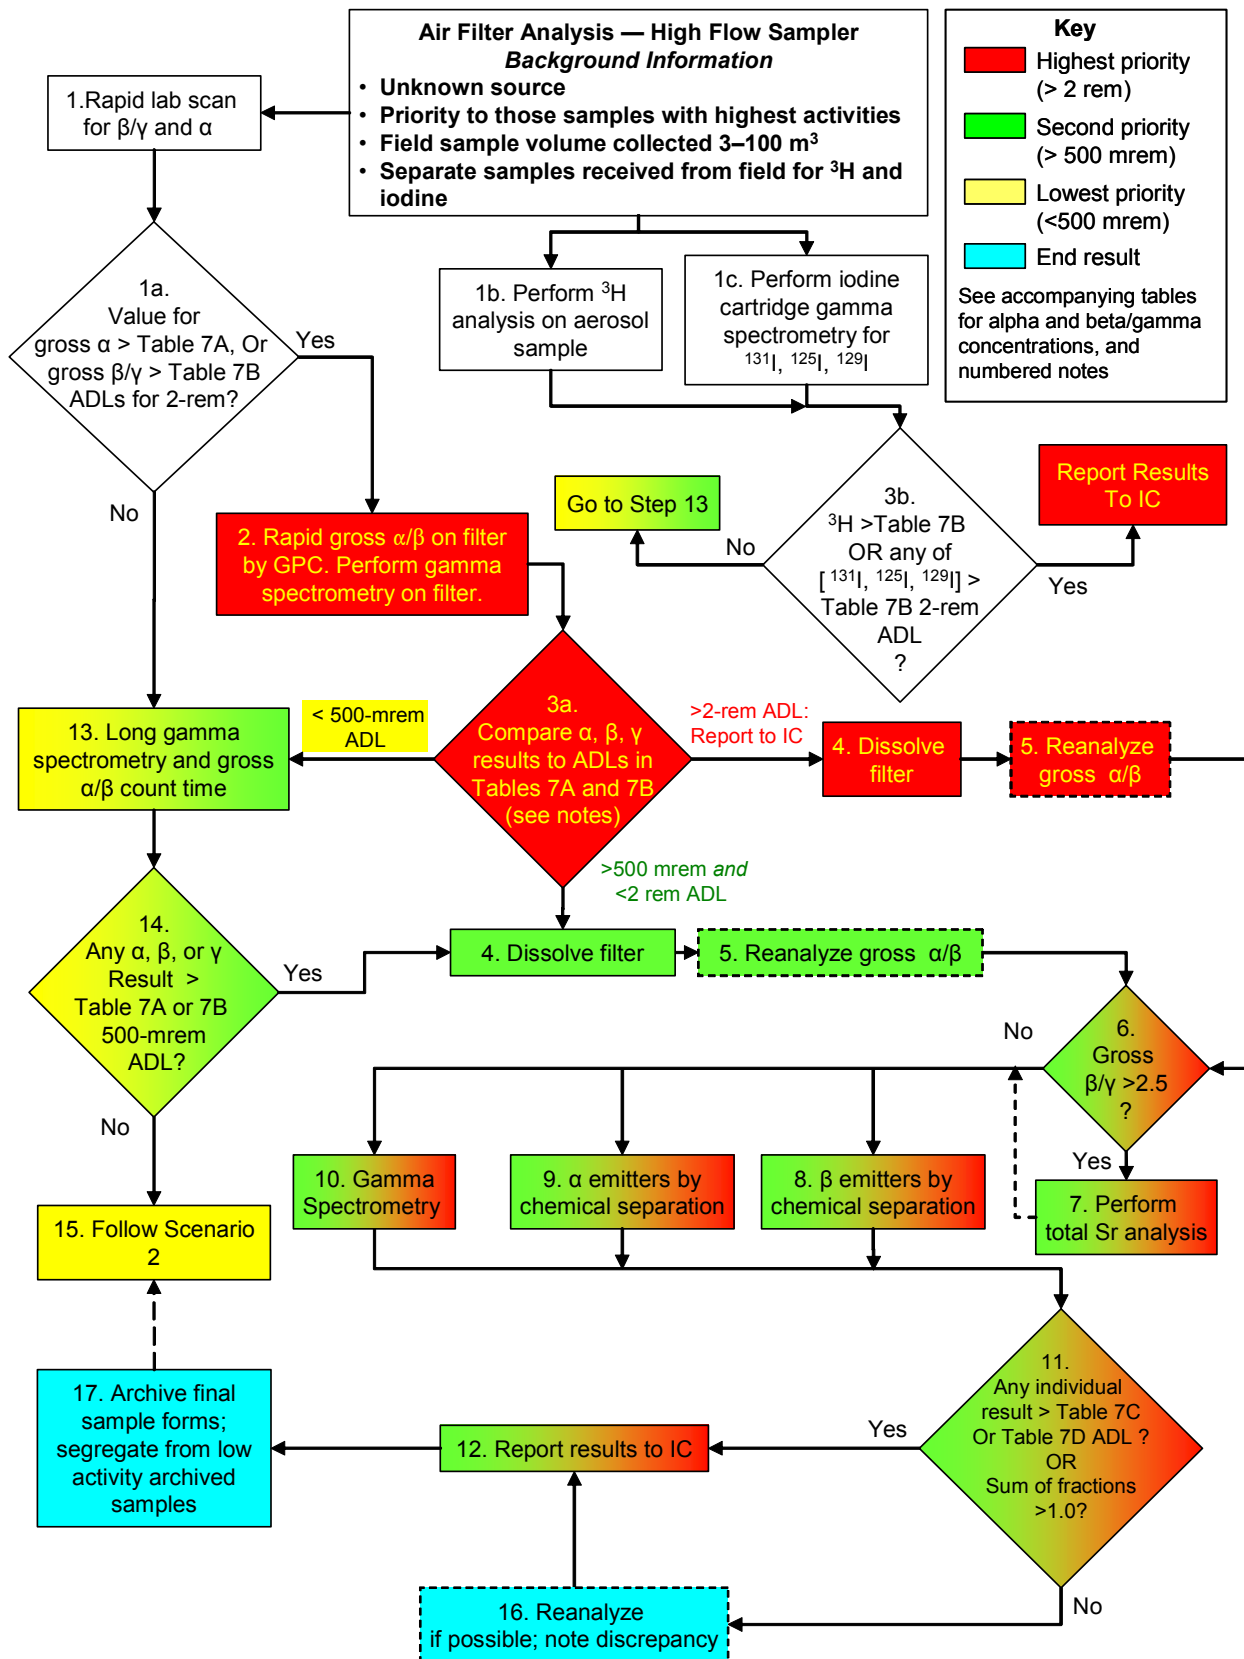 Air Filter Analysis — High Flow Sampler
Background Information
• Unknown source
• Priority to those samples with highest activities
• Field sample volume collected 3–100 m³
• Separate samples received from field for ³H and
iodine
Key
Highest priority
(> 2 rem)
Second priority
(> 500 mrem)
Lowest priority
(<500 mrem)
End result
See accompanying tables
for alpha and beta/gamma
concentrations, and
numbered notes
1.Rapid lab scan
for β/γ and α
1a.
Value for
gross α > Table 7A, Or
gross β/γ > Table 7B
ADLs for 2-rem?
Yes
No
1b. Perform ³H
analysis on aerosol
sample
1c. Perform iodine
cartridge gamma
spectrometry for
¹³¹I, ¹²⁵I, ¹²⁹I
3b.
³H >Table 7B
OR any of
[ ¹³¹I, ¹²⁵I, ¹²⁹I] >
Table 7B 2-rem
ADL
?
No
Yes
Go to Step 13
Report Results
To IC
2. Rapid gross α/β on filter
by GPC. Perform gamma
spectrometry on filter.
3a.
Compare α, β, γ
results to ADLs in
Tables 7A and 7B
(see notes)
< 500-mrem
ADL
>2-rem ADL:
Report to IC
>500 mrem and
<2 rem ADL
4. Dissolve
filter
5. Reanalyze
gross α/β
13. Long gamma
spectrometry and gross
α/β count time
14.
Any α, β, or γ
Result >
Table 7A or 7B
500-mrem
ADL?
Yes
No
4. Dissolve filter
5. Reanalyze gross α/β
6.
Gross
β/γ >2.5
?
No
Yes
7. Perform
total Sr analysis
10. Gamma
Spectrometry
9. α emitters by
chemical separation
8. β emitters by
chemical separation
15. Follow Scenario
2
11.
Any individual
result > Table 7C
Or Table 7D ADL ?
OR
Sum of fractions
>1.0?
Yes
No
12. Report results to IC
17. Archive final
sample forms;
segregate from low
activity archived
samples
16. Reanalyze
if possible; note discrepancy